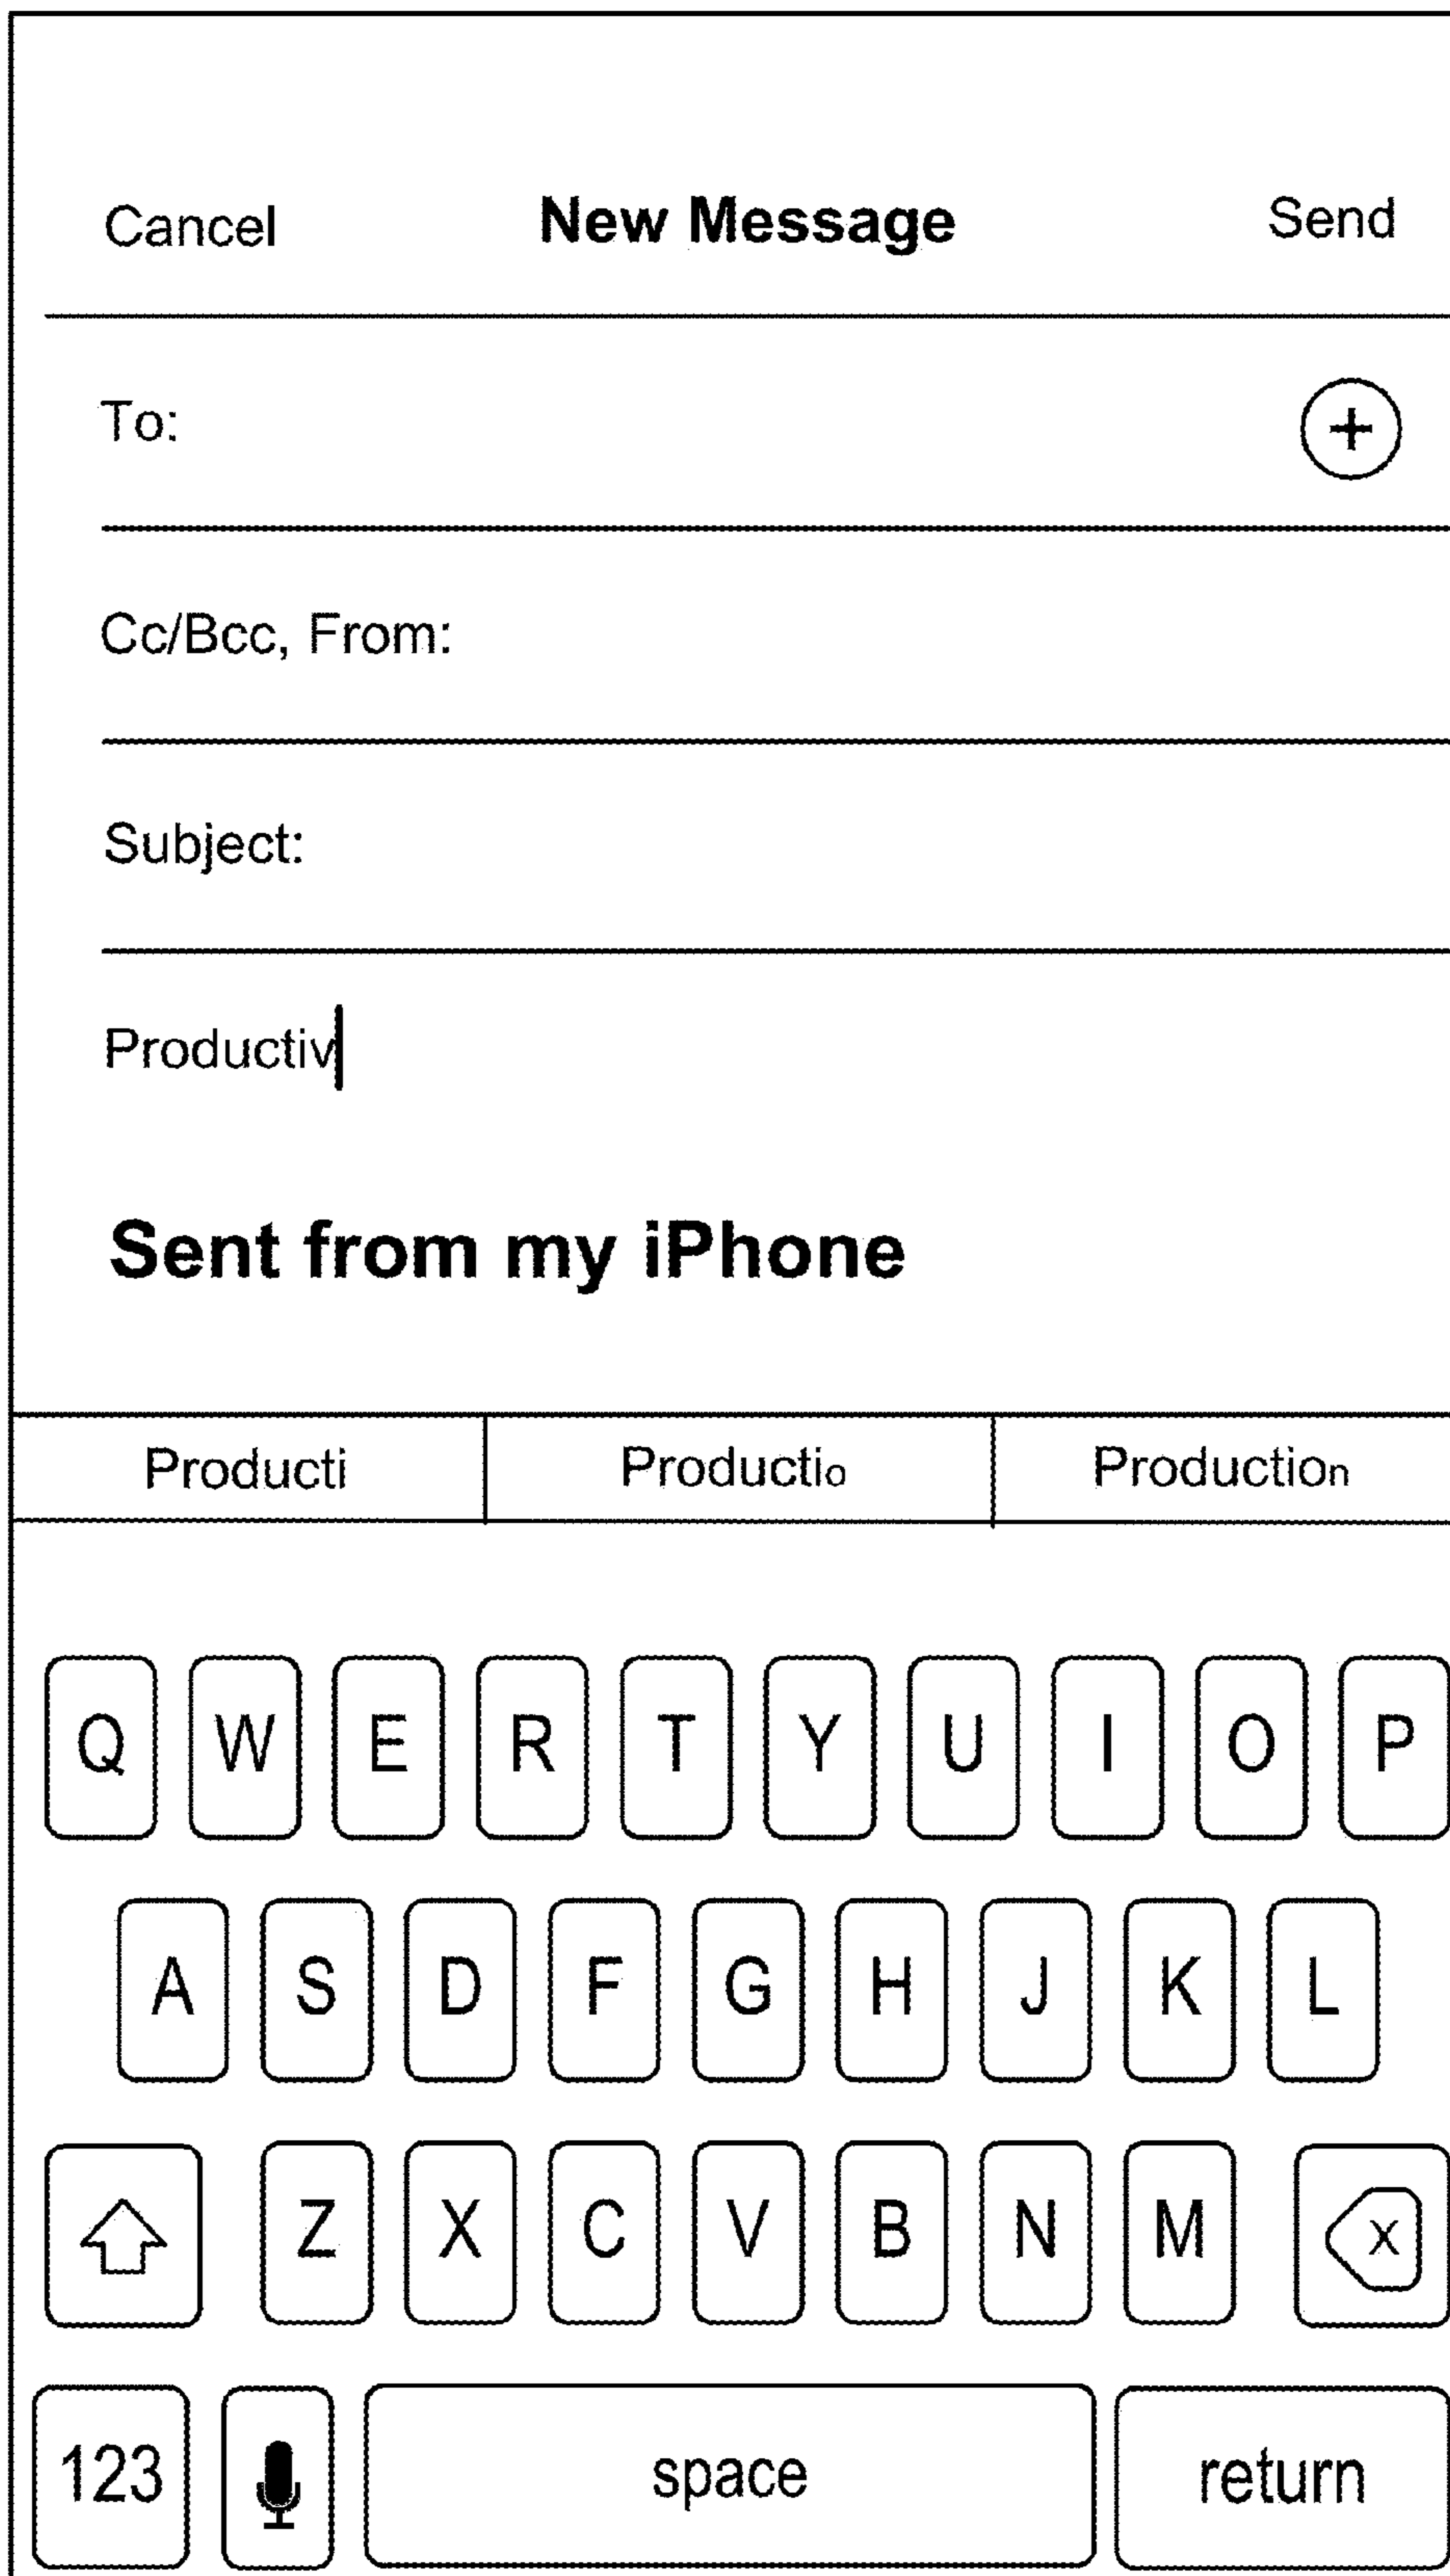 Cancel New Message Send
To: +
Cc/Bcc, From:
Subject:
Productiv
Sent from my iPhone
Producti Productio Production
Q W E R T Y U I O P
A S D F G H J K L
Z X C V B N M X
123 space return